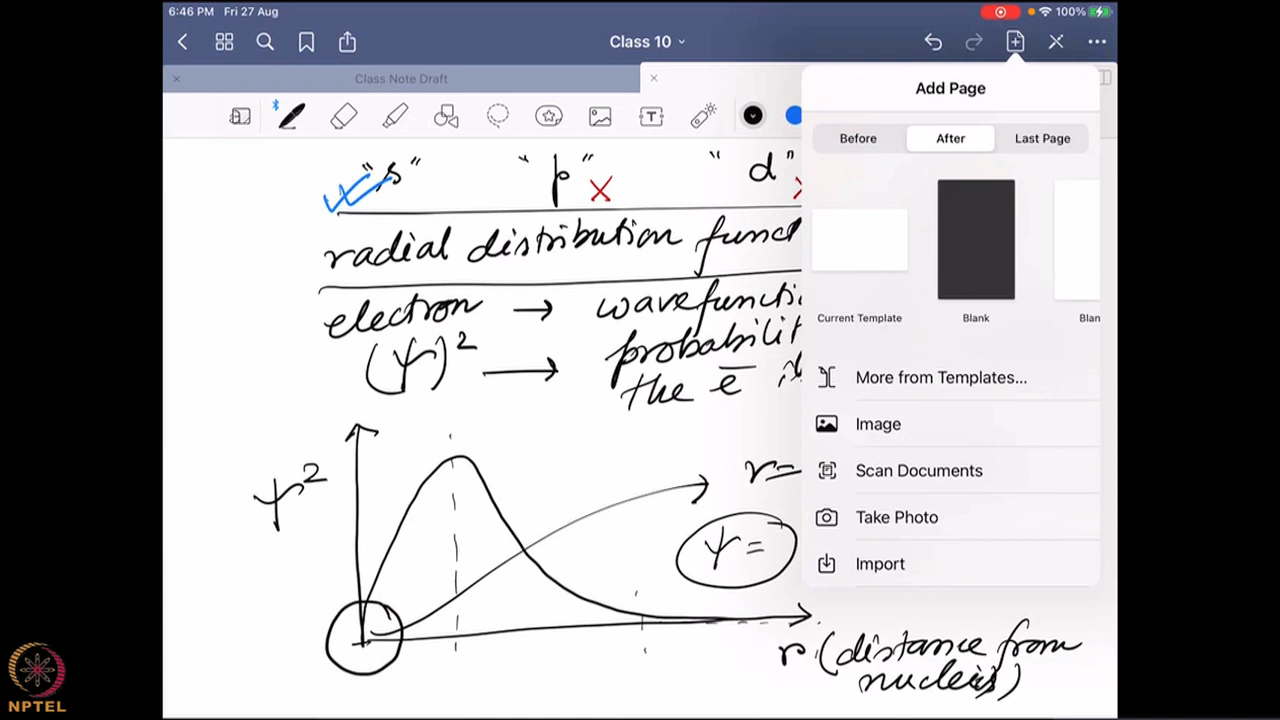 6:46 PM Fri 27 Aug
100%
Class 10
Class Note Draft
Add Page
Before
After
Last Page
Current Template
Blank
Blan
More from Templates...
Image
Scan Documents
Take Photo
Import
"s" "p" "d"
radial distribution funct
electron → wavefuncti
(ψ)² → probabilit
the e̅
ψ²
r=
ψ=
r (distance from
nucleus)
NPTEL